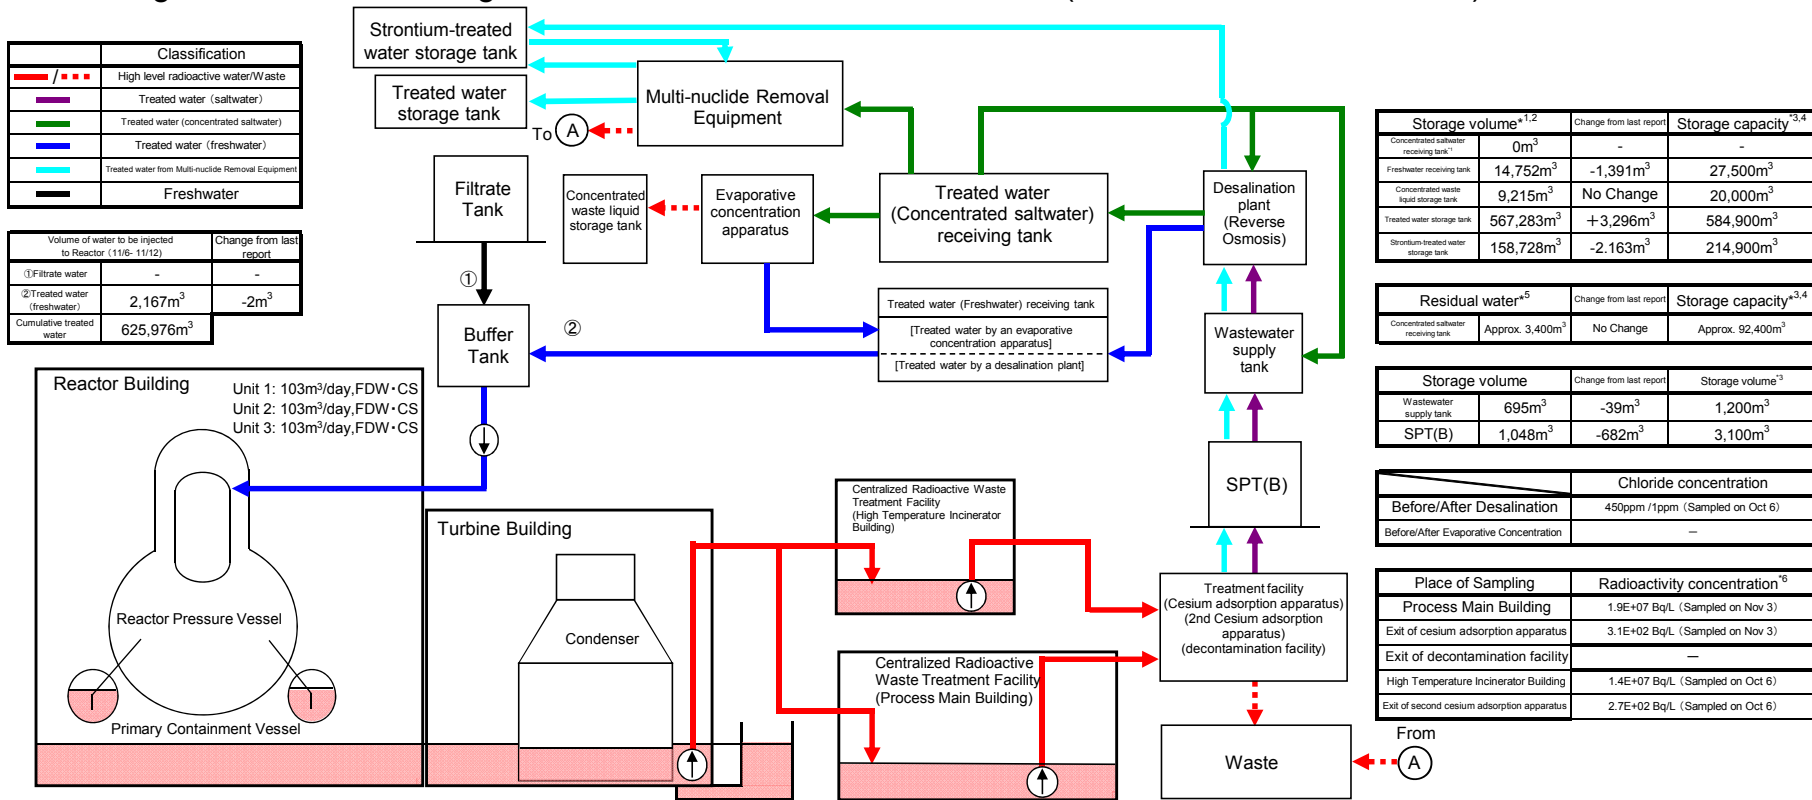 Strontium-treated
water storage tank
Treated water
storage tank
To A
Multi-nuclide Removal
Equipment
Classification
High level radioactive water/Waste
Treated water (saltwater)
Treated water (concentrated saltwater)
Treated water (freshwater)
Treated water from Multi-nuclide Removal Equipment
Freshwater
Volume of water to be injected
to Reactor (11/6- 11/12)
Change from last
report
①Filtrate water
-
-
②Treated water
(freshwater)
2,167m³
-2m³
Cumulative treated
water
625,976m³
Filtrate
Tank
①
Buffer
Tank
②
Concentrated
waste liquid
storage tank
Evaporative
concentration
apparatus
Treated water
(Concentrated saltwater)
receiving tank
Desalination
plant
(Reverse
Osmosis)
Treated water (Freshwater) receiving tank
[Treated water by an evaporative
concentration apparatus]
[Treated water by a desalination plant]
Wastewater
supply
tank
SPT(B)
Reactor Building
Unit 1: 103m³/day,FDW・CS
Unit 2: 103m³/day,FDW・CS
Unit 3: 103m³/day,FDW・CS
Reactor Pressure Vessel
Primary Containment Vessel
Turbine Building
Condenser
Centralized Radioactive Waste
Treatment Facility
(High Temperature Incinerator
Building)
Centralized Radioactive
Waste Treatment Facility
(Process Main Building)
Treatment facility
(Cesium adsorption apparatus)
(2nd Cesium adsorption
apparatus)
(decontamination facility)
Waste
From
A
Storage volume*1,2
Change from last report
Storage capacity*3,4
Concentrated saltwater
receiving tank*1
0m³
-
-
Freshwater receiving tank
14,752m³
-1,391m³
27,500m³
Concentrated waste
liquid storage tank
9,215m³
No Change
20,000m³
Treated water storage tank
567,283m³
+3,296m³
584,900m³
Strontium-treated water
storage tank
158,728m³
-2.163m³
214,900m³
Residual water*5
Change from last report
Storage capacity*3,4
Concentrated saltwater
receiving tank
Approx. 3,400m³
No Change
Approx. 92,400m³
Storage volume
Change from last report
Storage volume*3
Wastewater
supply tank
695m³
-39m³
1,200m³
SPT(B)
1,048m³
-682m³
3,100m³
Chloride concentration
Before/After Desalination
450ppm /1ppm (Sampled on Oct 6)
Before/After Evaporative Concentration
－
Place of Sampling
Radioactivity concentration*6
Process Main Building
1.9E+07 Bq/L (Sampled on Nov 3)
Exit of cesium adsorption apparatus
3.1E+02 Bq/L (Sampled on Nov 3)
Exit of decontamination facility
－
High Temperature Incinerator Building
1.4E+07 Bq/L (Sampled on Oct 6)
Exit of second cesium adsorption apparatus
2.7E+02 Bq/L (Sampled on Oct 6)